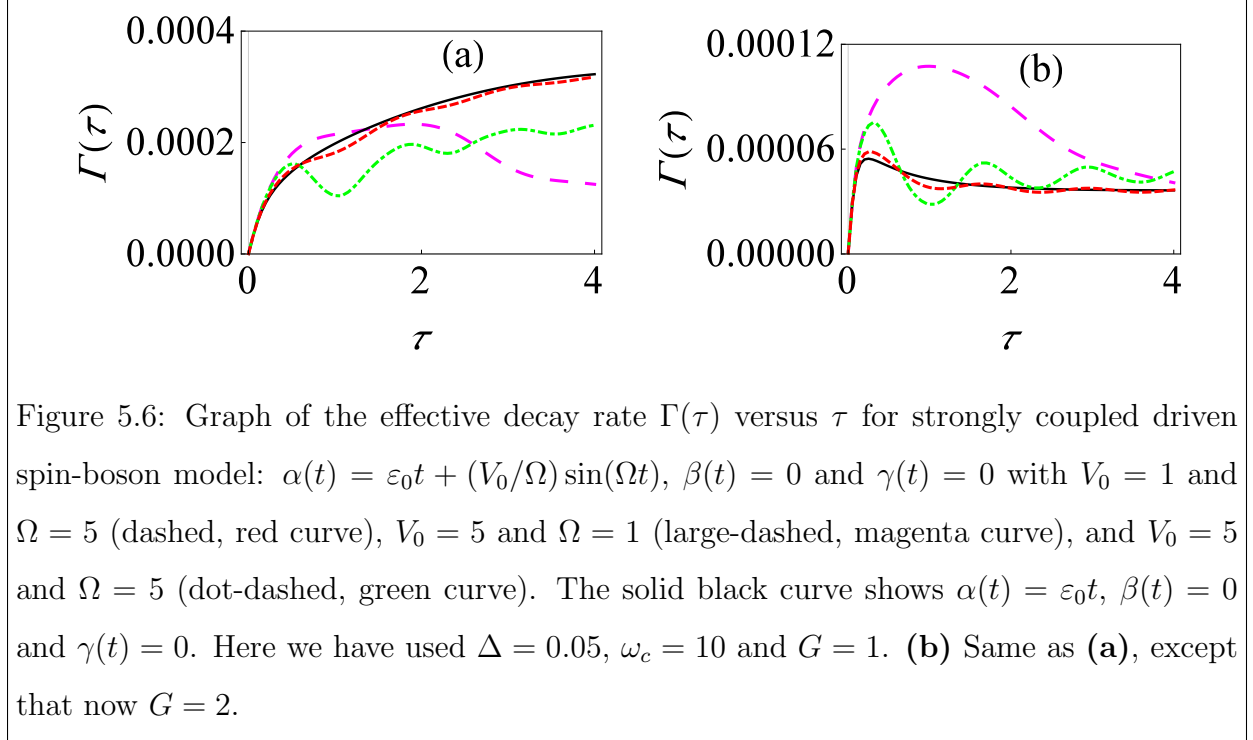 0.0004
0.0002
0.0000
Γ(τ)
(a)
0 2 4
τ
0.00012
0.00006
0.00000
Γ(τ)
(b)
0 2 4
τ
Figure 5.6: Graph of the effective decay rate Γ(τ) versus τ for strongly coupled driven
spin-boson model: α(t) = ε₀t + (V₀/Ω) sin(Ωt), β(t) = 0 and γ(t) = 0 with V₀ = 1 and
Ω = 5 (dashed, red curve), V₀ = 5 and Ω = 1 (large-dashed, magenta curve), and V₀ = 5
and Ω = 5 (dot-dashed, green curve). The solid black curve shows α(t) = ε₀t, β(t) = 0
and γ(t) = 0. Here we have used Δ = 0.05, ω_c = 10 and G = 1. (b) Same as (a), except
that now G = 2.